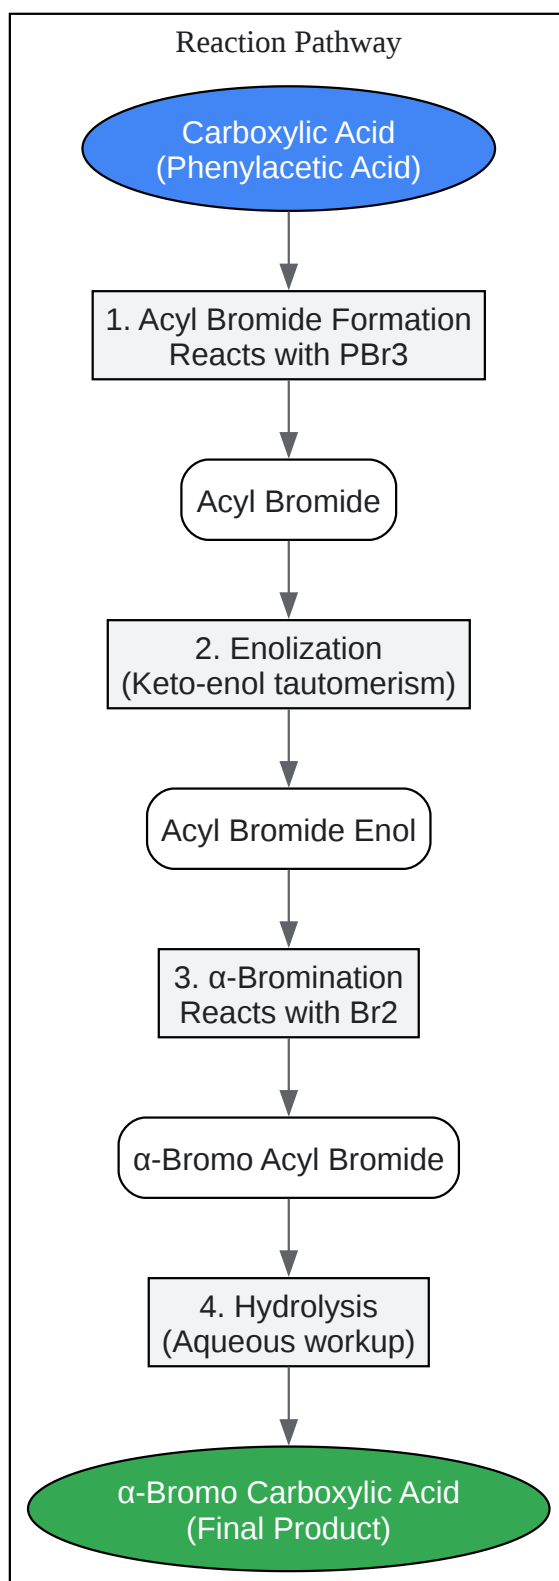 Reaction Pathway
Carboxylic Acid
(Phenylacetic Acid)
1. Acyl Bromide Formation
Reacts with PBr3
Acyl Bromide
2. Enolization
(Keto-enol tautomerism)
Acyl Bromide Enol
3. α-Bromination
Reacts with Br2
α-Bromo Acyl Bromide
4. Hydrolysis
(Aqueous workup)
α-Bromo Carboxylic Acid
(Final Product)